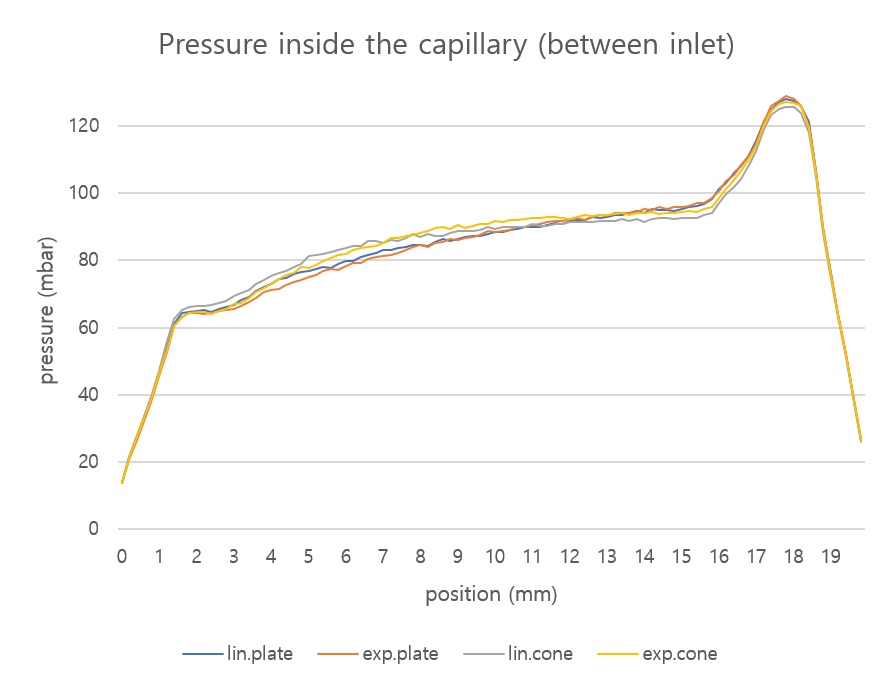 Pressure inside the capillary (between inlet)
120
100
80
60
40
20
0
pressure (mbar)
0 1 2 3 4 5 6 7 8 9 10 11 12 13 14 15 16 17 18 19
position (mm)
lin.plate exp.plate lin.cone exp.cone